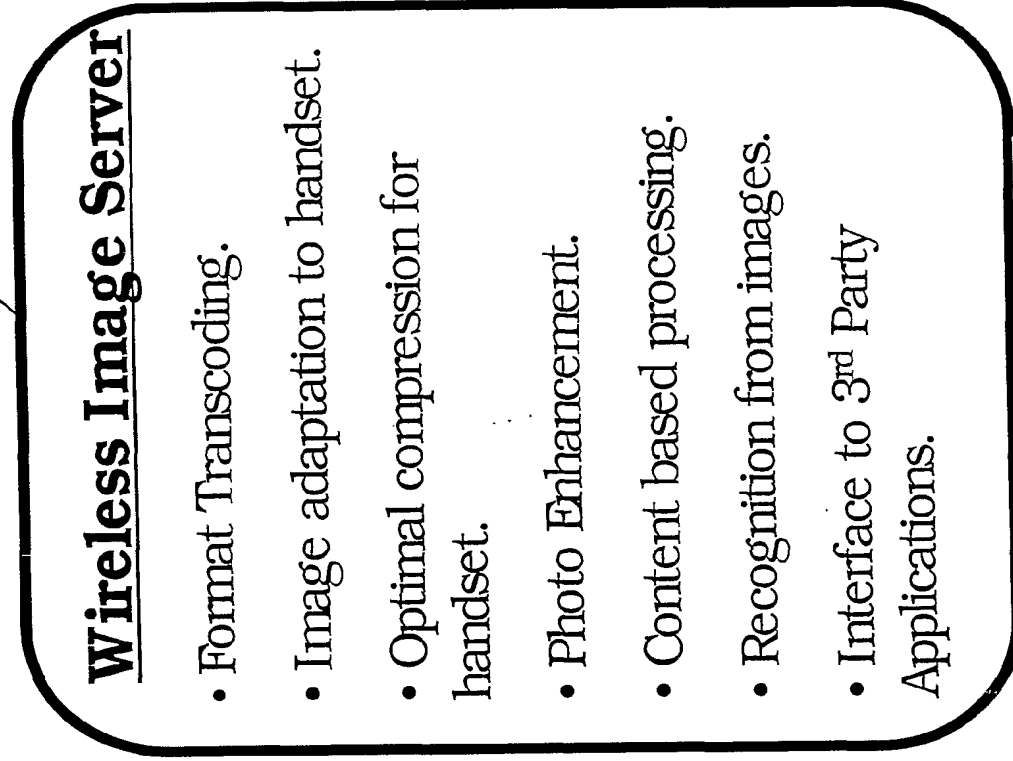 Wireless Image Server
• Format Transcoding.
• Image adaptation to handset.
• Optimal compression for
handset.
• Photo Enhancement.
• Content based processing.
• Recognition from images.
• Interface to 3rd Party
Applications.